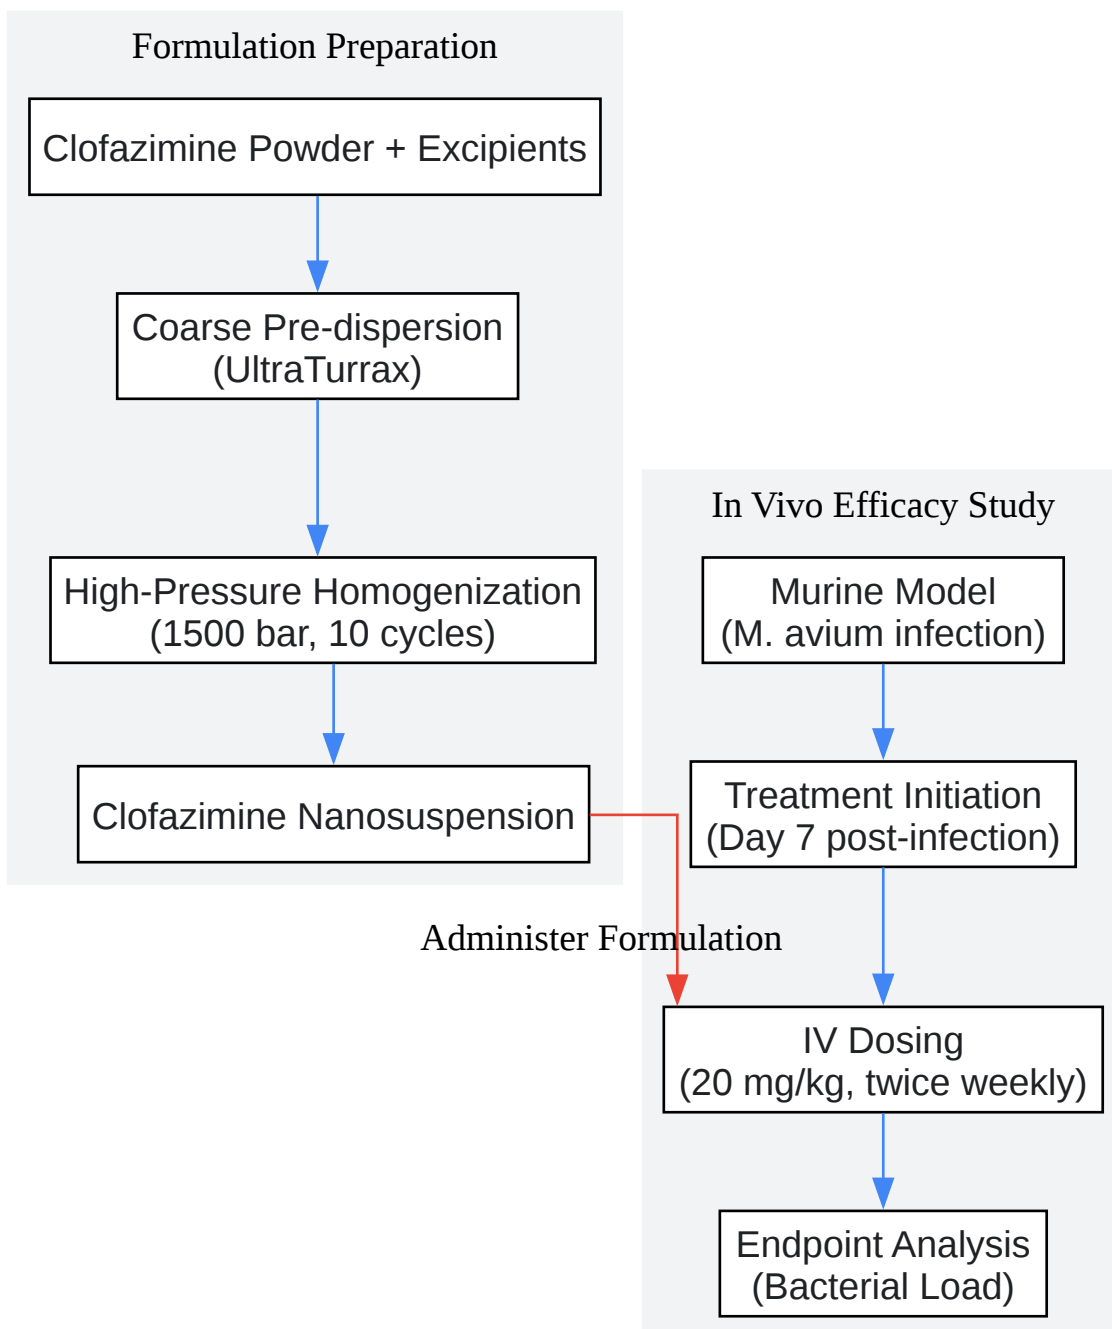 Formulation Preparation
Clofazimine Powder + Excipients
Coarse Pre-dispersion
(UltraTurrax)
High-Pressure Homogenization
(1500 bar, 10 cycles)
Clofazimine Nanosuspension
Administer Formulation
In Vivo Efficacy Study
Murine Model
(M. avium infection)
Treatment Initiation
(Day 7 post-infection)
IV Dosing
(20 mg/kg, twice weekly)
Endpoint Analysis
(Bacterial Load)